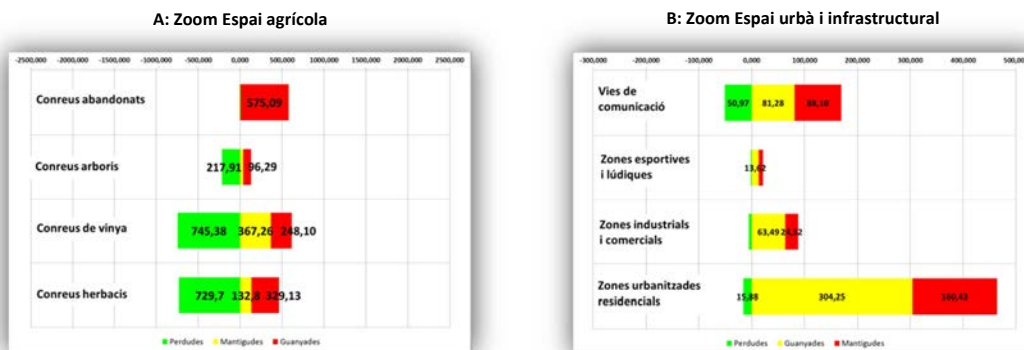 A: Zoom Espai agrícola
-2500,000 -2000,000 -1500,000 -1000,000 -500,000 0,000 500,000 1000,000 1500,000 2000,000 2500,000
Conreus abandonats
575,09
Conreus arboris
217,91 96,29
Conreus de vinya
745,38 367,26 248,10
Conreus herbacis
729,7 132,8 329,13
Perdudes Mantigudes Guanyades
B: Zoom Espai urbà i infrastructural
-300,000 -200,000 -100,000 0,000 100,000 200,000 300,000 400,000 500,000
Vies de
comunicació
50,97 81,28
Zones esportives
i lúdiques
13,62
Zones industrials
i comercials
63,49
Zones urbanitzades
residencials
15,88 304,25 160,43
Perdudes Guanyades Mantigudes